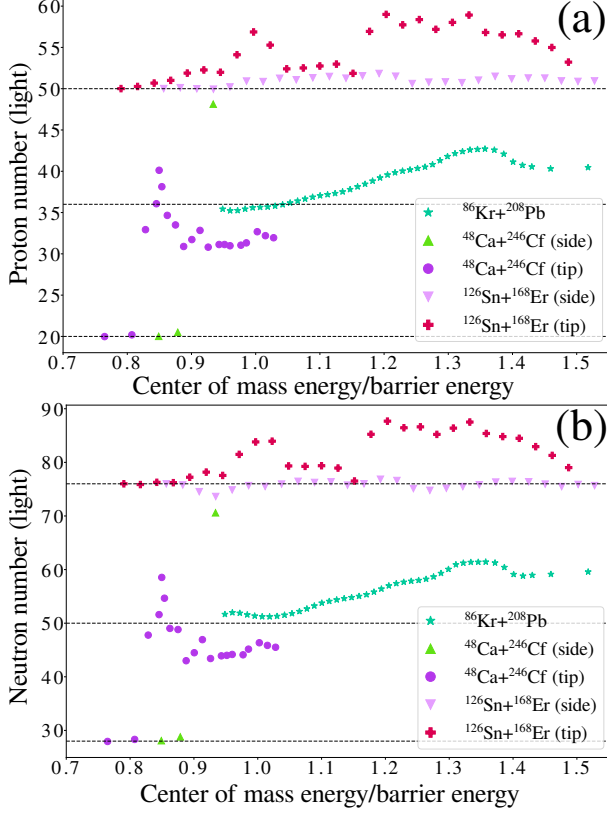 (a)
60
50
40
30
20
Proton number (light)
⁸⁶Kr+²⁰⁸Pb
⁴⁸Ca+²⁴⁶Cf (side)
⁴⁸Ca+²⁴⁶Cf (tip)
¹²⁶Sn+¹⁶⁸Er (side)
¹²⁶Sn+¹⁶⁸Er (tip)
0.7 0.8 0.9 1.0 1.1 1.2 1.3 1.4 1.5
Center of mass energy/barrier energy
(b)
90
80
70
60
50
40
30
Neutron number (light)
⁸⁶Kr+²⁰⁸Pb
⁴⁸Ca+²⁴⁶Cf (side)
⁴⁸Ca+²⁴⁶Cf (tip)
¹²⁶Sn+¹⁶⁸Er (side)
¹²⁶Sn+¹⁶⁸Er (tip)
0.7 0.8 0.9 1.0 1.1 1.2 1.3 1.4 1.5
Center of mass energy/barrier energy